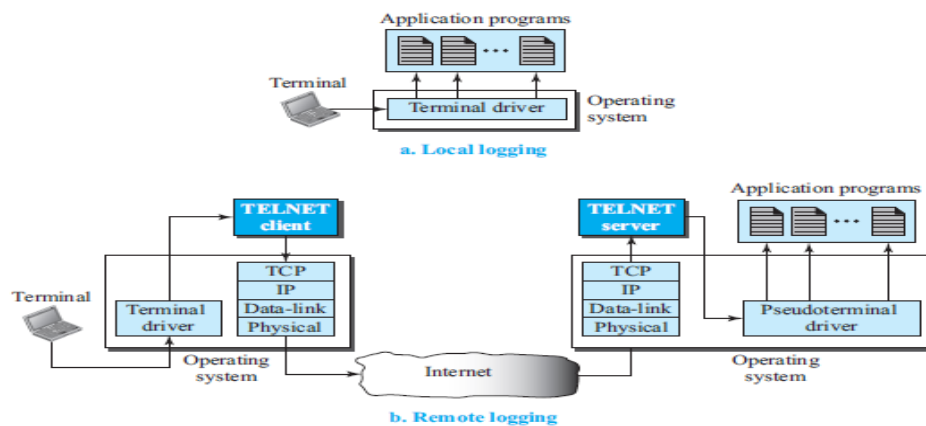 Application programs
...
Terminal
Terminal driver
Operating
system
a. Local logging
Application programs
TELNET
client
TELNET
server
...
TCP
IP
Data-link
Physical
TCP
IP
Data-link
Physical
Terminal
Terminal
driver
Pseudoterminal
driver
Operating
system
Internet
Operating
system
b. Remote logging